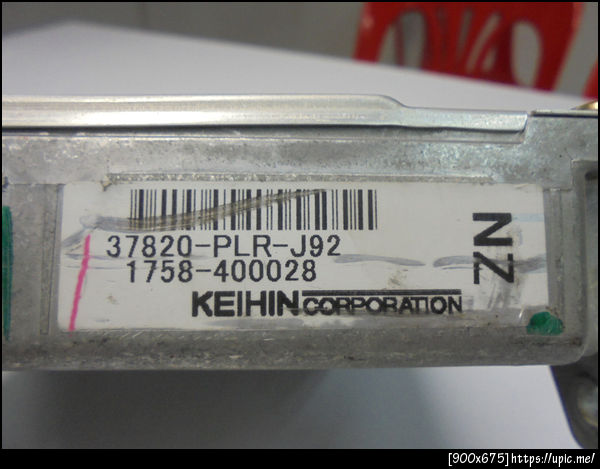 37820-PLR-J92
1758-400028
KEIHIN CORPORATION
NZ
[900x675]https://upic.me/